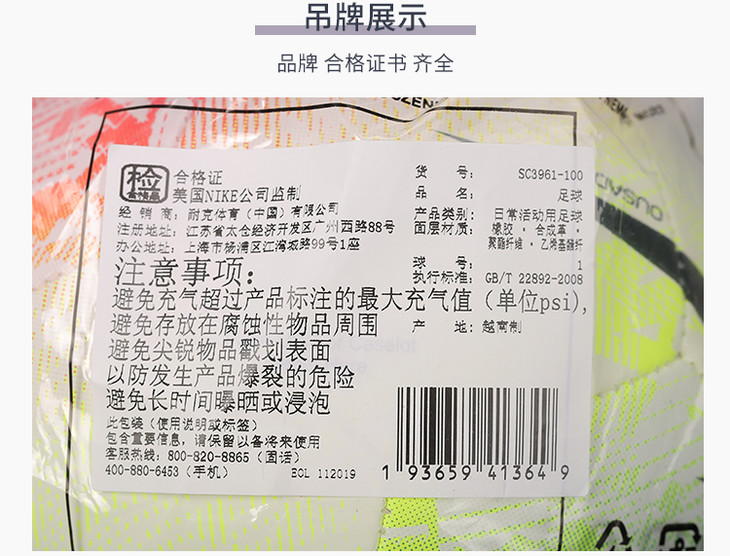 吊牌展示
品牌 合格证书 齐全
检 合格证
合格品
美国NIKE公司监制
经 销 商: 耐克体育(中国)有限公司
注册地址: 江苏省太仓经济开发区广州西路88号
办公地址: 上海市杨浦区江湾城路99号1座
货 号: SC3961-100
品 名: 足球
产品类别: 日常活动用足球
面层材质: 橡胶・合成革・
聚酯纤维・乙烯基酯纤
球 号: 1
执行标准: GB/T 22892-2008
注意事项:
避免充气超过产品标注的最大充气值(单位psi),
避免存放在腐蚀性物品周围
产 地: 越南制
避免尖锐物品戳划表面
以防发生产品爆裂的危险
避免长时间曝晒或浸泡
此包装(使用说明或标签)
包含重要信息, 请保留以备将来使用
客服热线: 800-820-8865 (固话)
400-880-6453 (手机)
EOL 112019
1 93659 41364 9